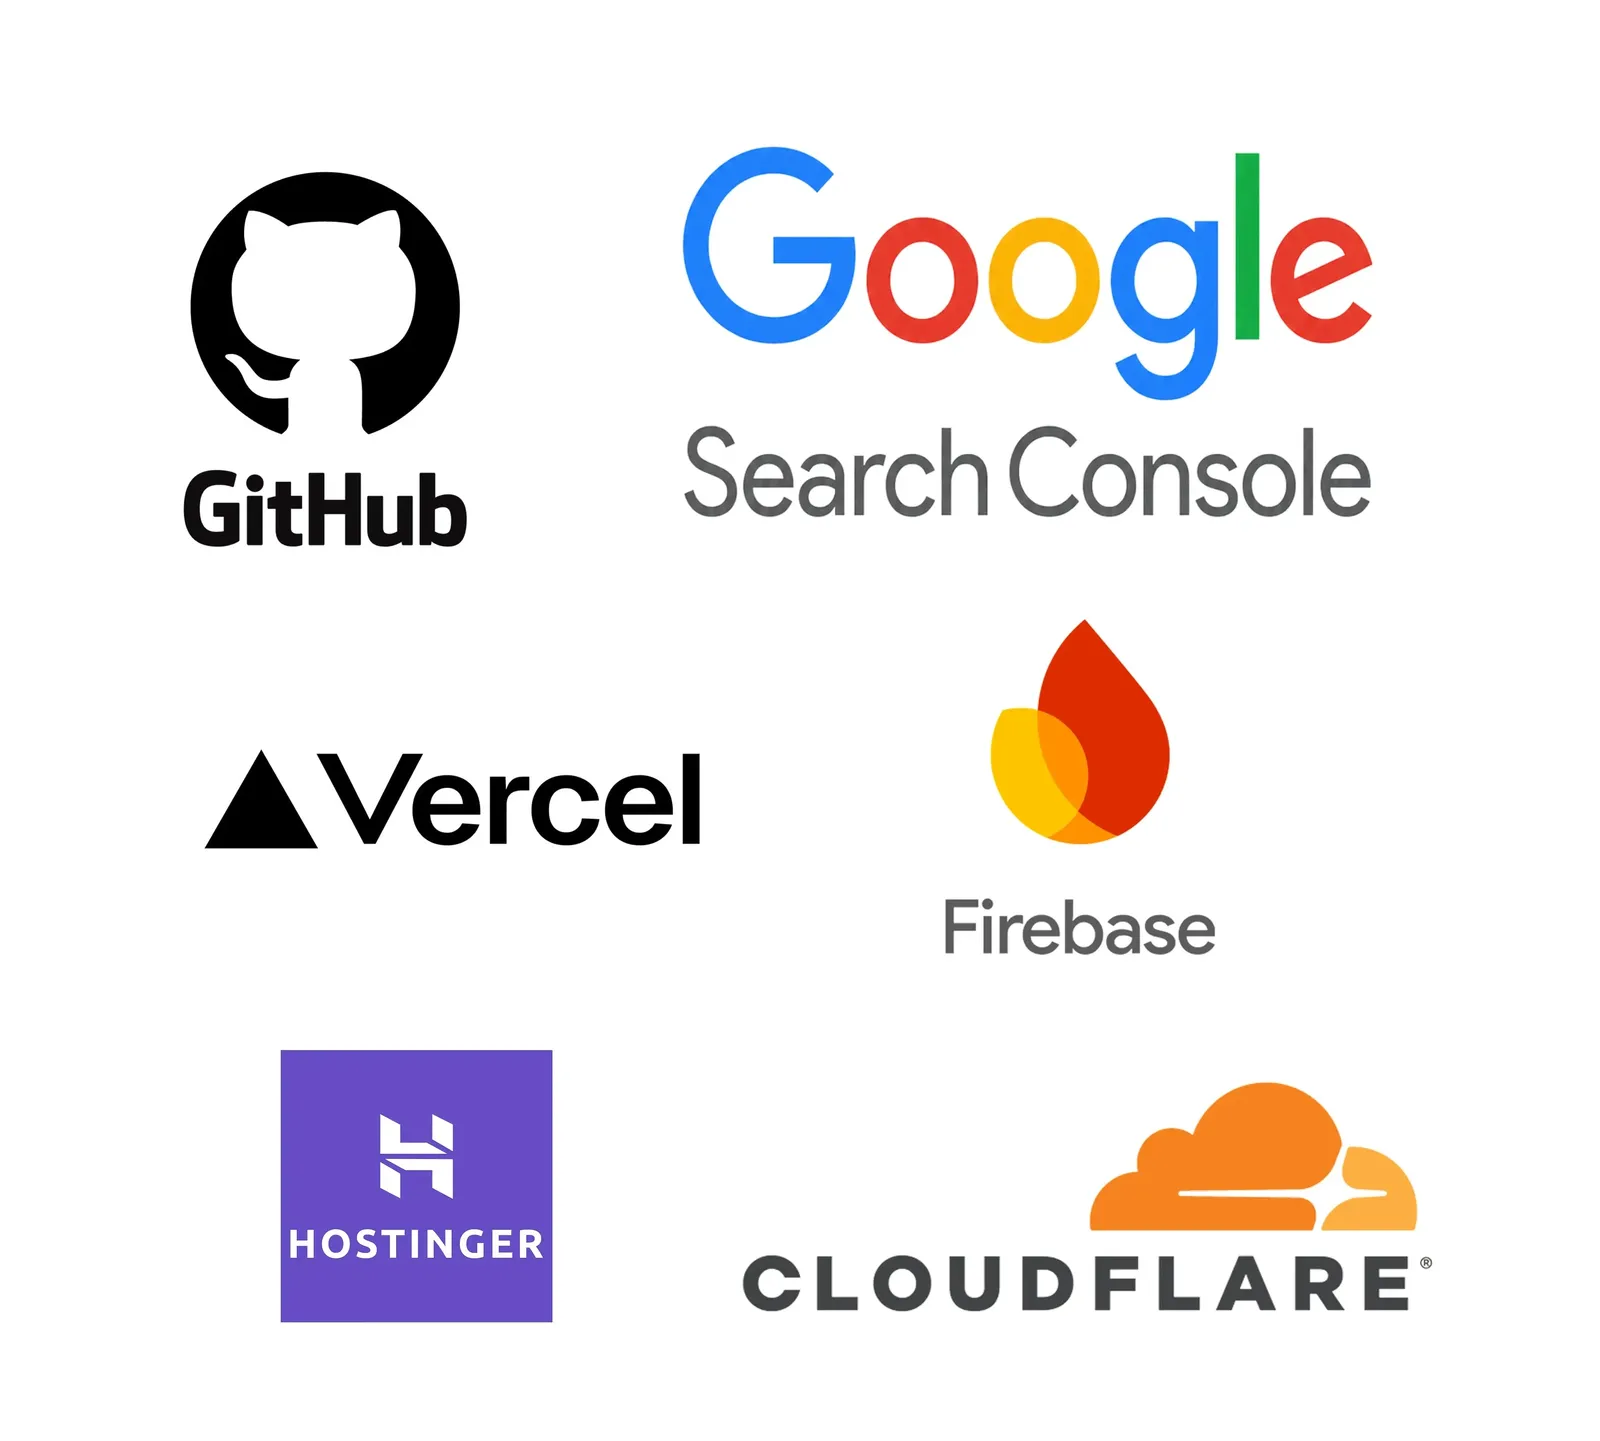 GitHub
Google
Search Console
Vercel
Firebase
HOSTINGER
CLOUDFLARE®